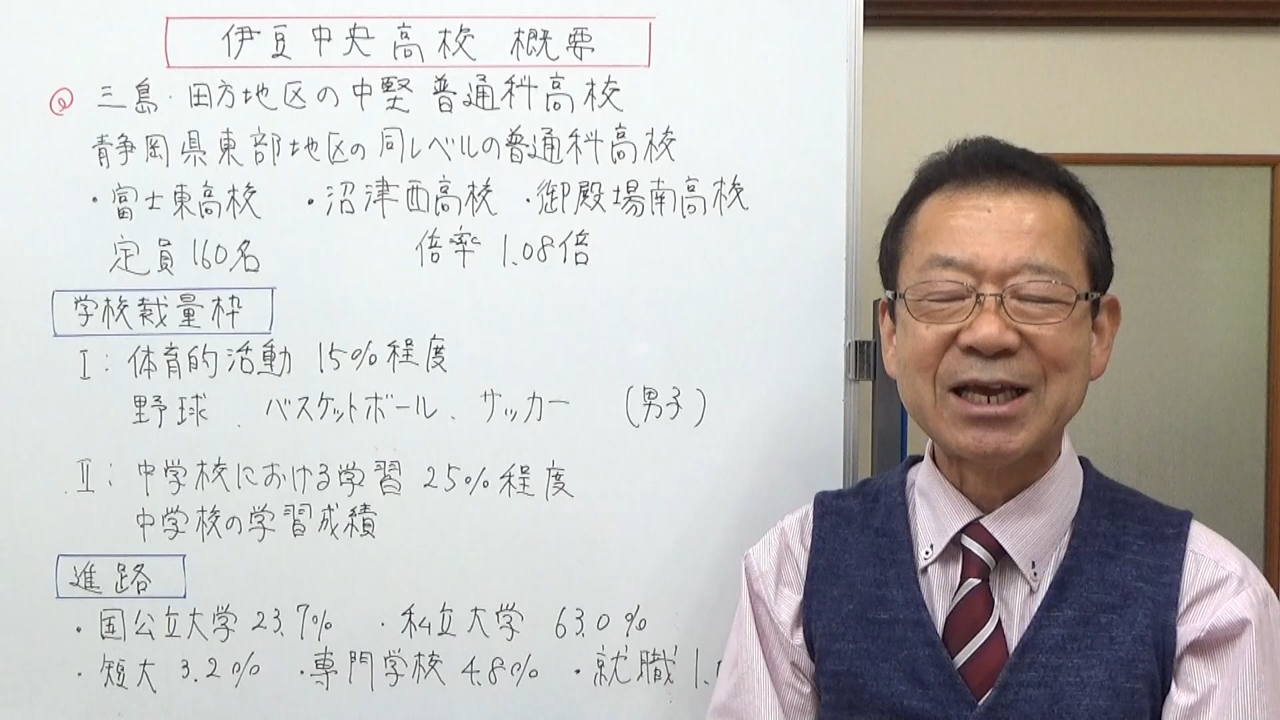 伊豆中央高校 概要
◎ 三島・田方地区の中堅 普通科高校
静岡県東部地区の同レベルの普通科高校
・富士東高校 ・沼津西高校 ・御殿場南高校
定員160名 倍率 1.08倍
学校裁量枠
Ⅰ: 体育的活動 15%程度
野球、バスケットボール、サッカー (男子)
Ⅱ: 中学校における学習 25%程度
中学校の学習成績
進路
・国公立大学 23.7% ・私立大学 63.0%
・短大 3.2% ・専門学校 4.8% ・就職 1.